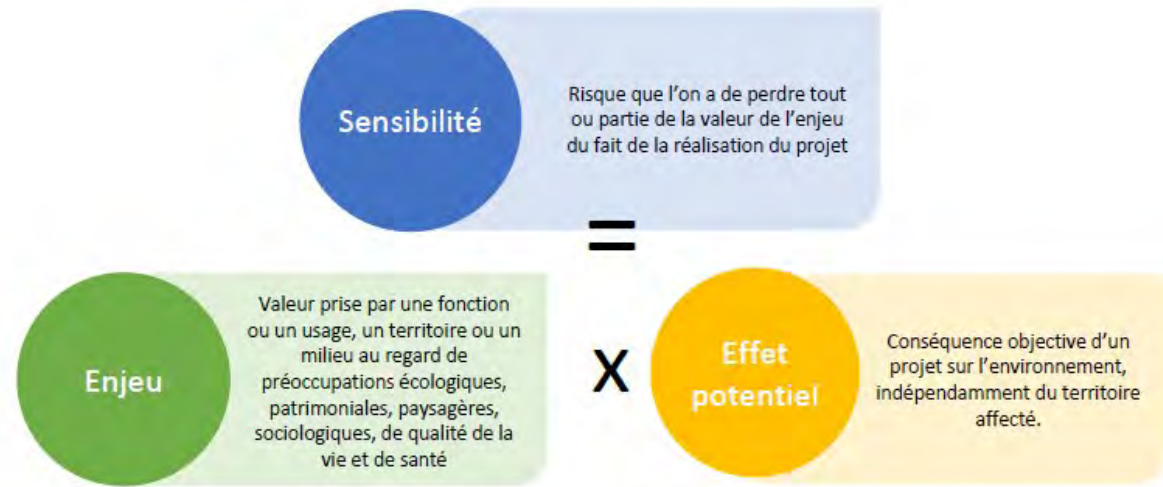 Sensibilité
Risque que l’on a de perdre tout
ou partie de la valeur de l’enjeu
du fait de la réalisation du projet
=
Enjeu
Valeur prise par une fonction
ou un usage, un territoire ou un
milieu au regard de
préoccupations écologiques,
patrimoniales, paysagères,
sociologiques, de qualité de la
vie et de santé
X
Effet
potentiel
Conséquence objective d’un
projet sur l’environnement,
indépendamment du territoire
affecté.